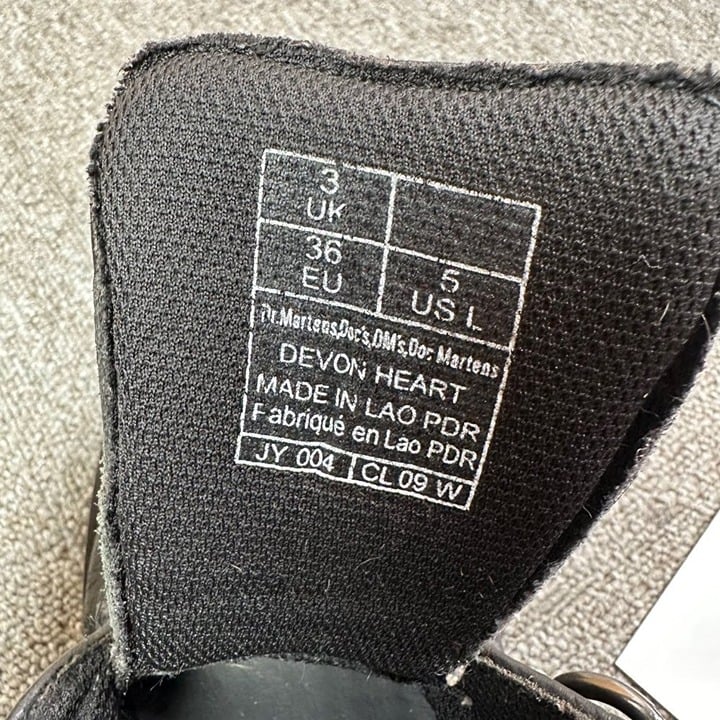 3
UK
36
EU
5
US L
Dr.Martens,Doc's,DM's,Doc Martens
DEVON HEART
MADE IN LAO PDR
Fabriqué en Lao PDR
JY 004 CL 09 W